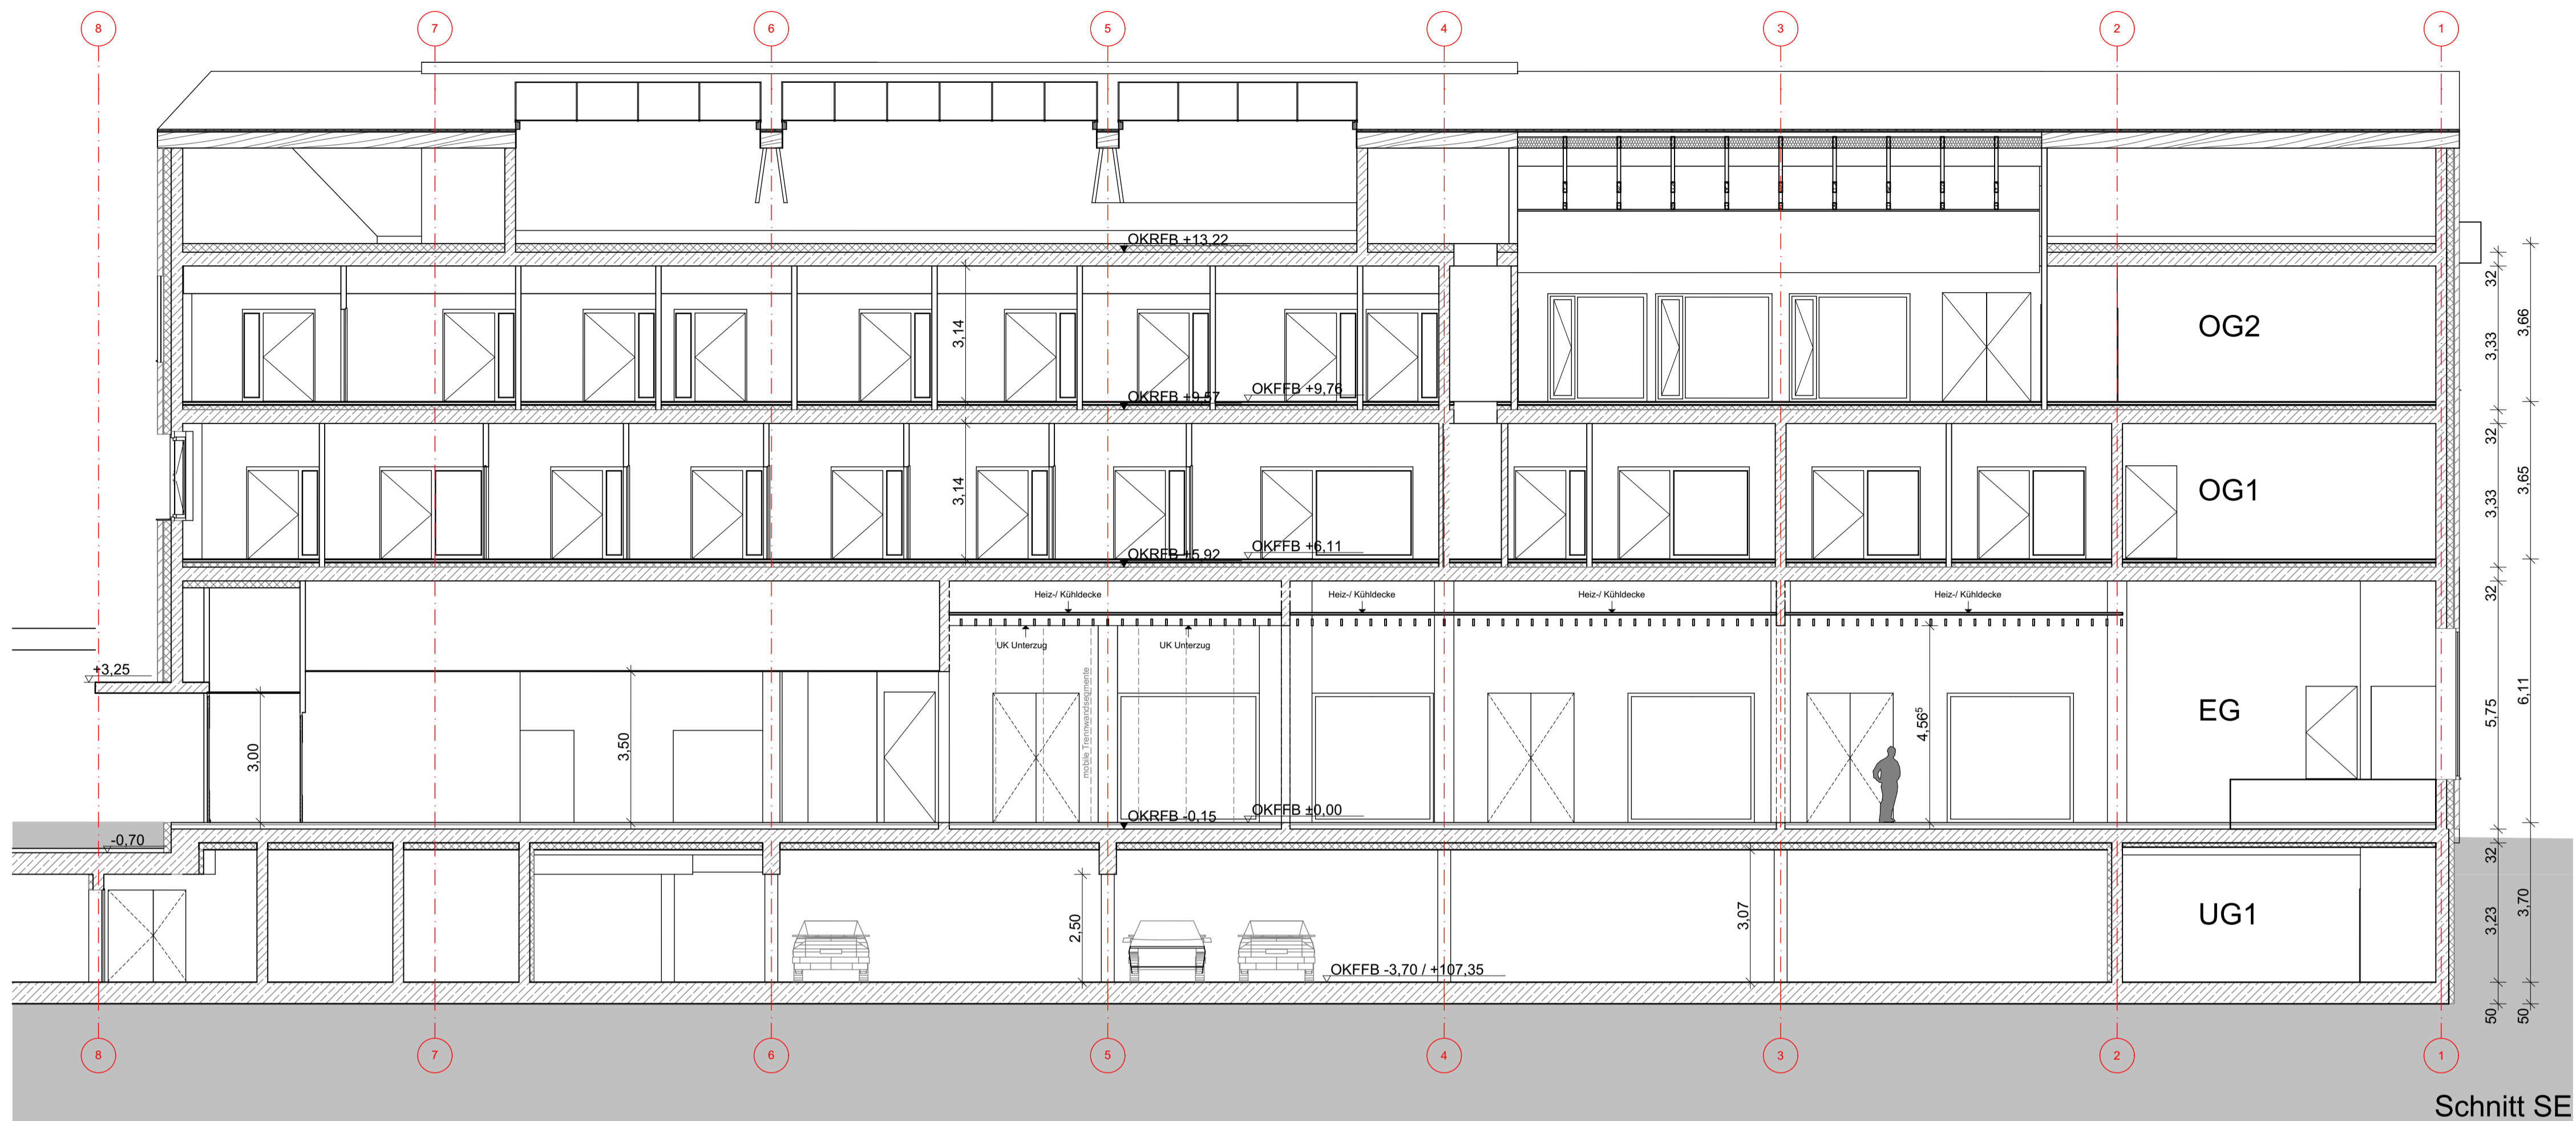 8 7 6 5 4 3 2 1
OKRFB +13,22
32
3,14
OG2
3,66
3,33
OKFFB +9,76
OKRFB +9,57
32
3,14
OG1
3,65
3,33
OKFFB +6,11
OKRFB +5,92
32
Heiz-/ Kühldecke
Heiz-/ Kühldecke
Heiz-/ Kühldecke
Heiz-/ Kühldecke
UK Unterzug
UK Unterzug
+3,25
mobile Trennwandsegmente
3,00
3,50
4,56⁵
EG
5,75
6,11
OKFFB ±0,00
OKRFB -0,15
-0,70
32
2,50
3,07
UG1
3,23
3,70
OKFFB -3,70 / +107,35
50
50
8 7 6 5 4 3 2 1
Schnitt SE